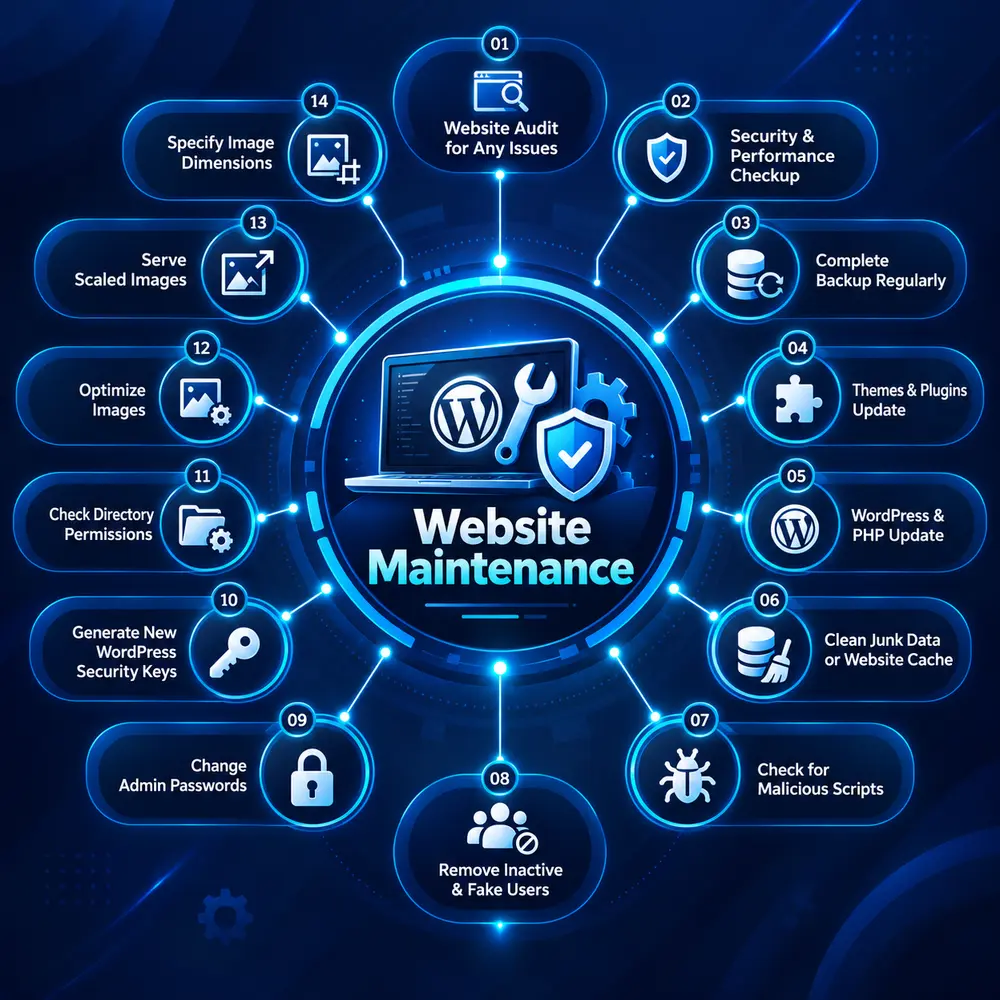 01
Website Audit
for Any Issues
02
Security &
Performance
Checkup
03
Complete
Backup Regularly
04
Themes & Plugins
Update
05
WordPress &
PHP Update
06
Clean Junk Data
or Website Cache
07
Check for
Malicious Scripts
08
Remove Inactive
& Fake Users
09
Change
Admin Passwords
10
Generate New
WordPress
Security Keys
11
Check Directory
Permissions
12
Optimize
Images
13
Serve
Scaled Images
14
Specify Image
Dimensions
Website
Maintenance